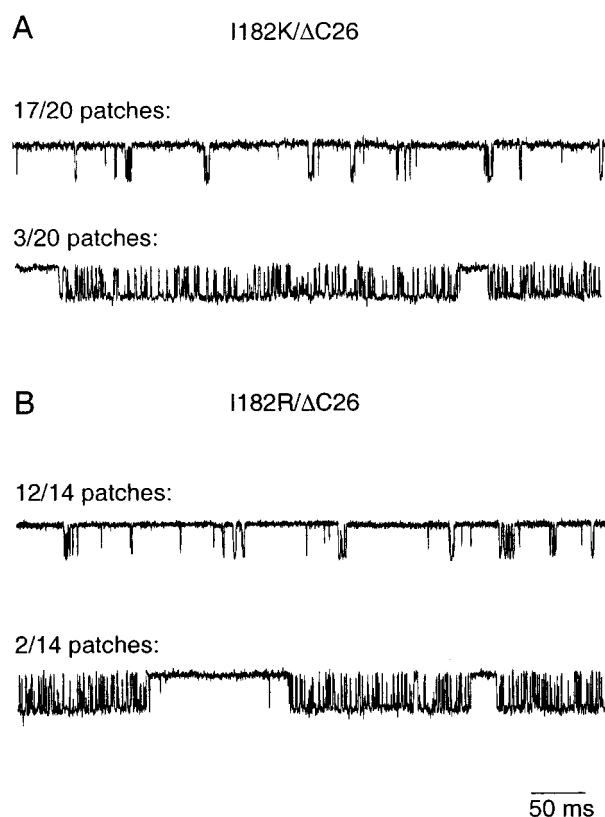 A
I182K/ΔC26
17/20 patches:
3/20 patches:
B
I182R/ΔC26
12/14 patches:
2/14 patches:
50 ms